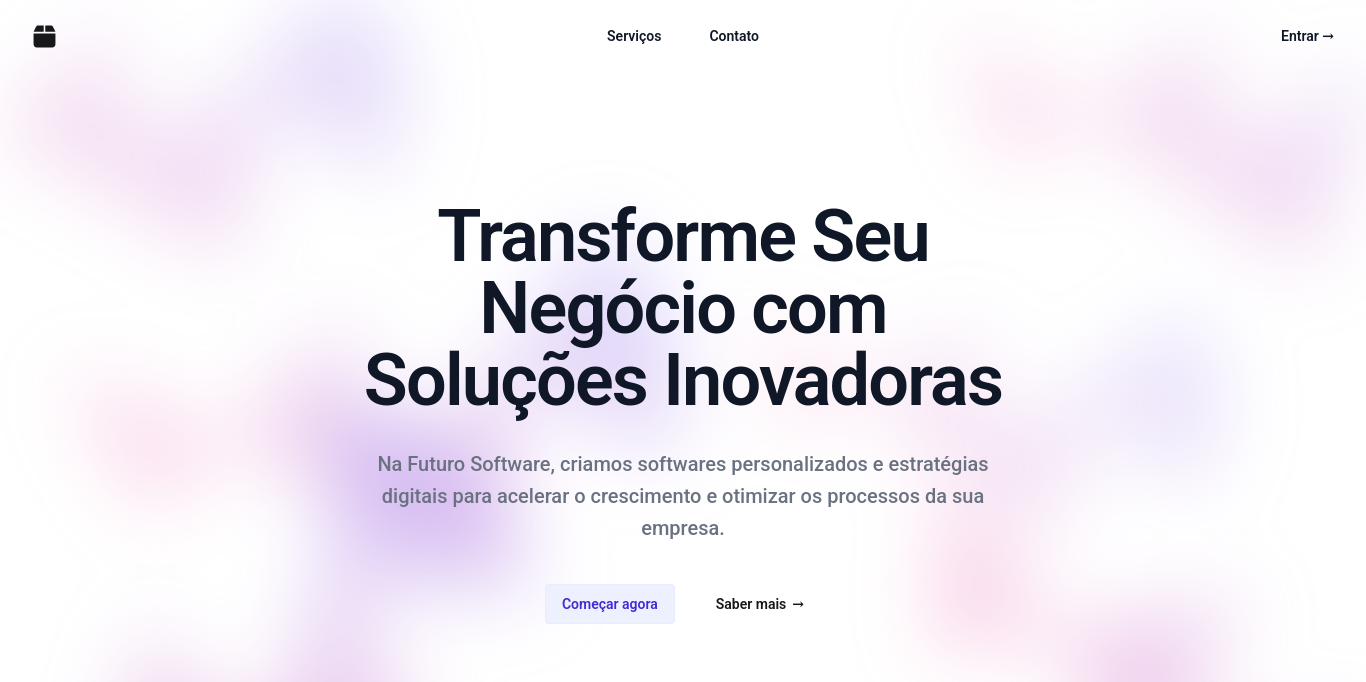 Serviços
Contato
Entrar →
Transforme Seu
Negócio com
Soluções Inovadoras
Na Futuro Software, criamos softwares personalizados e estratégias
digitais para acelerar o crescimento e otimizar os processos da sua
empresa.
Começar agora
Saber mais →